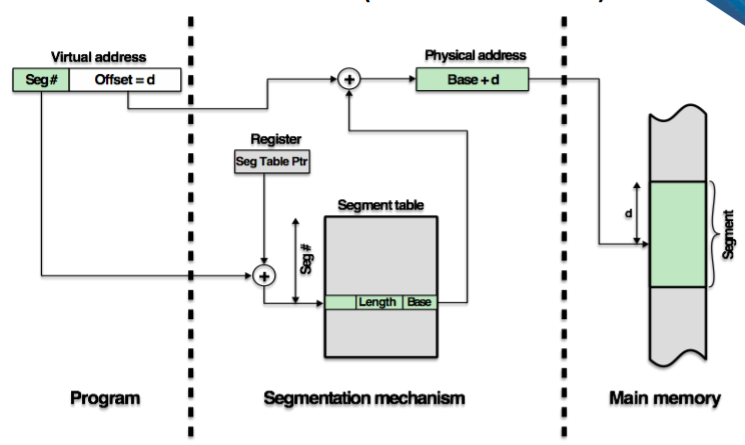 Virtual address
Seg #
Offset = d
Physical address
+
Base + d
Register
Seg Table Ptr
Segment table
Seg #
+
Length
Base
d
Segment
Program
Segmentation mechanism
Main memory